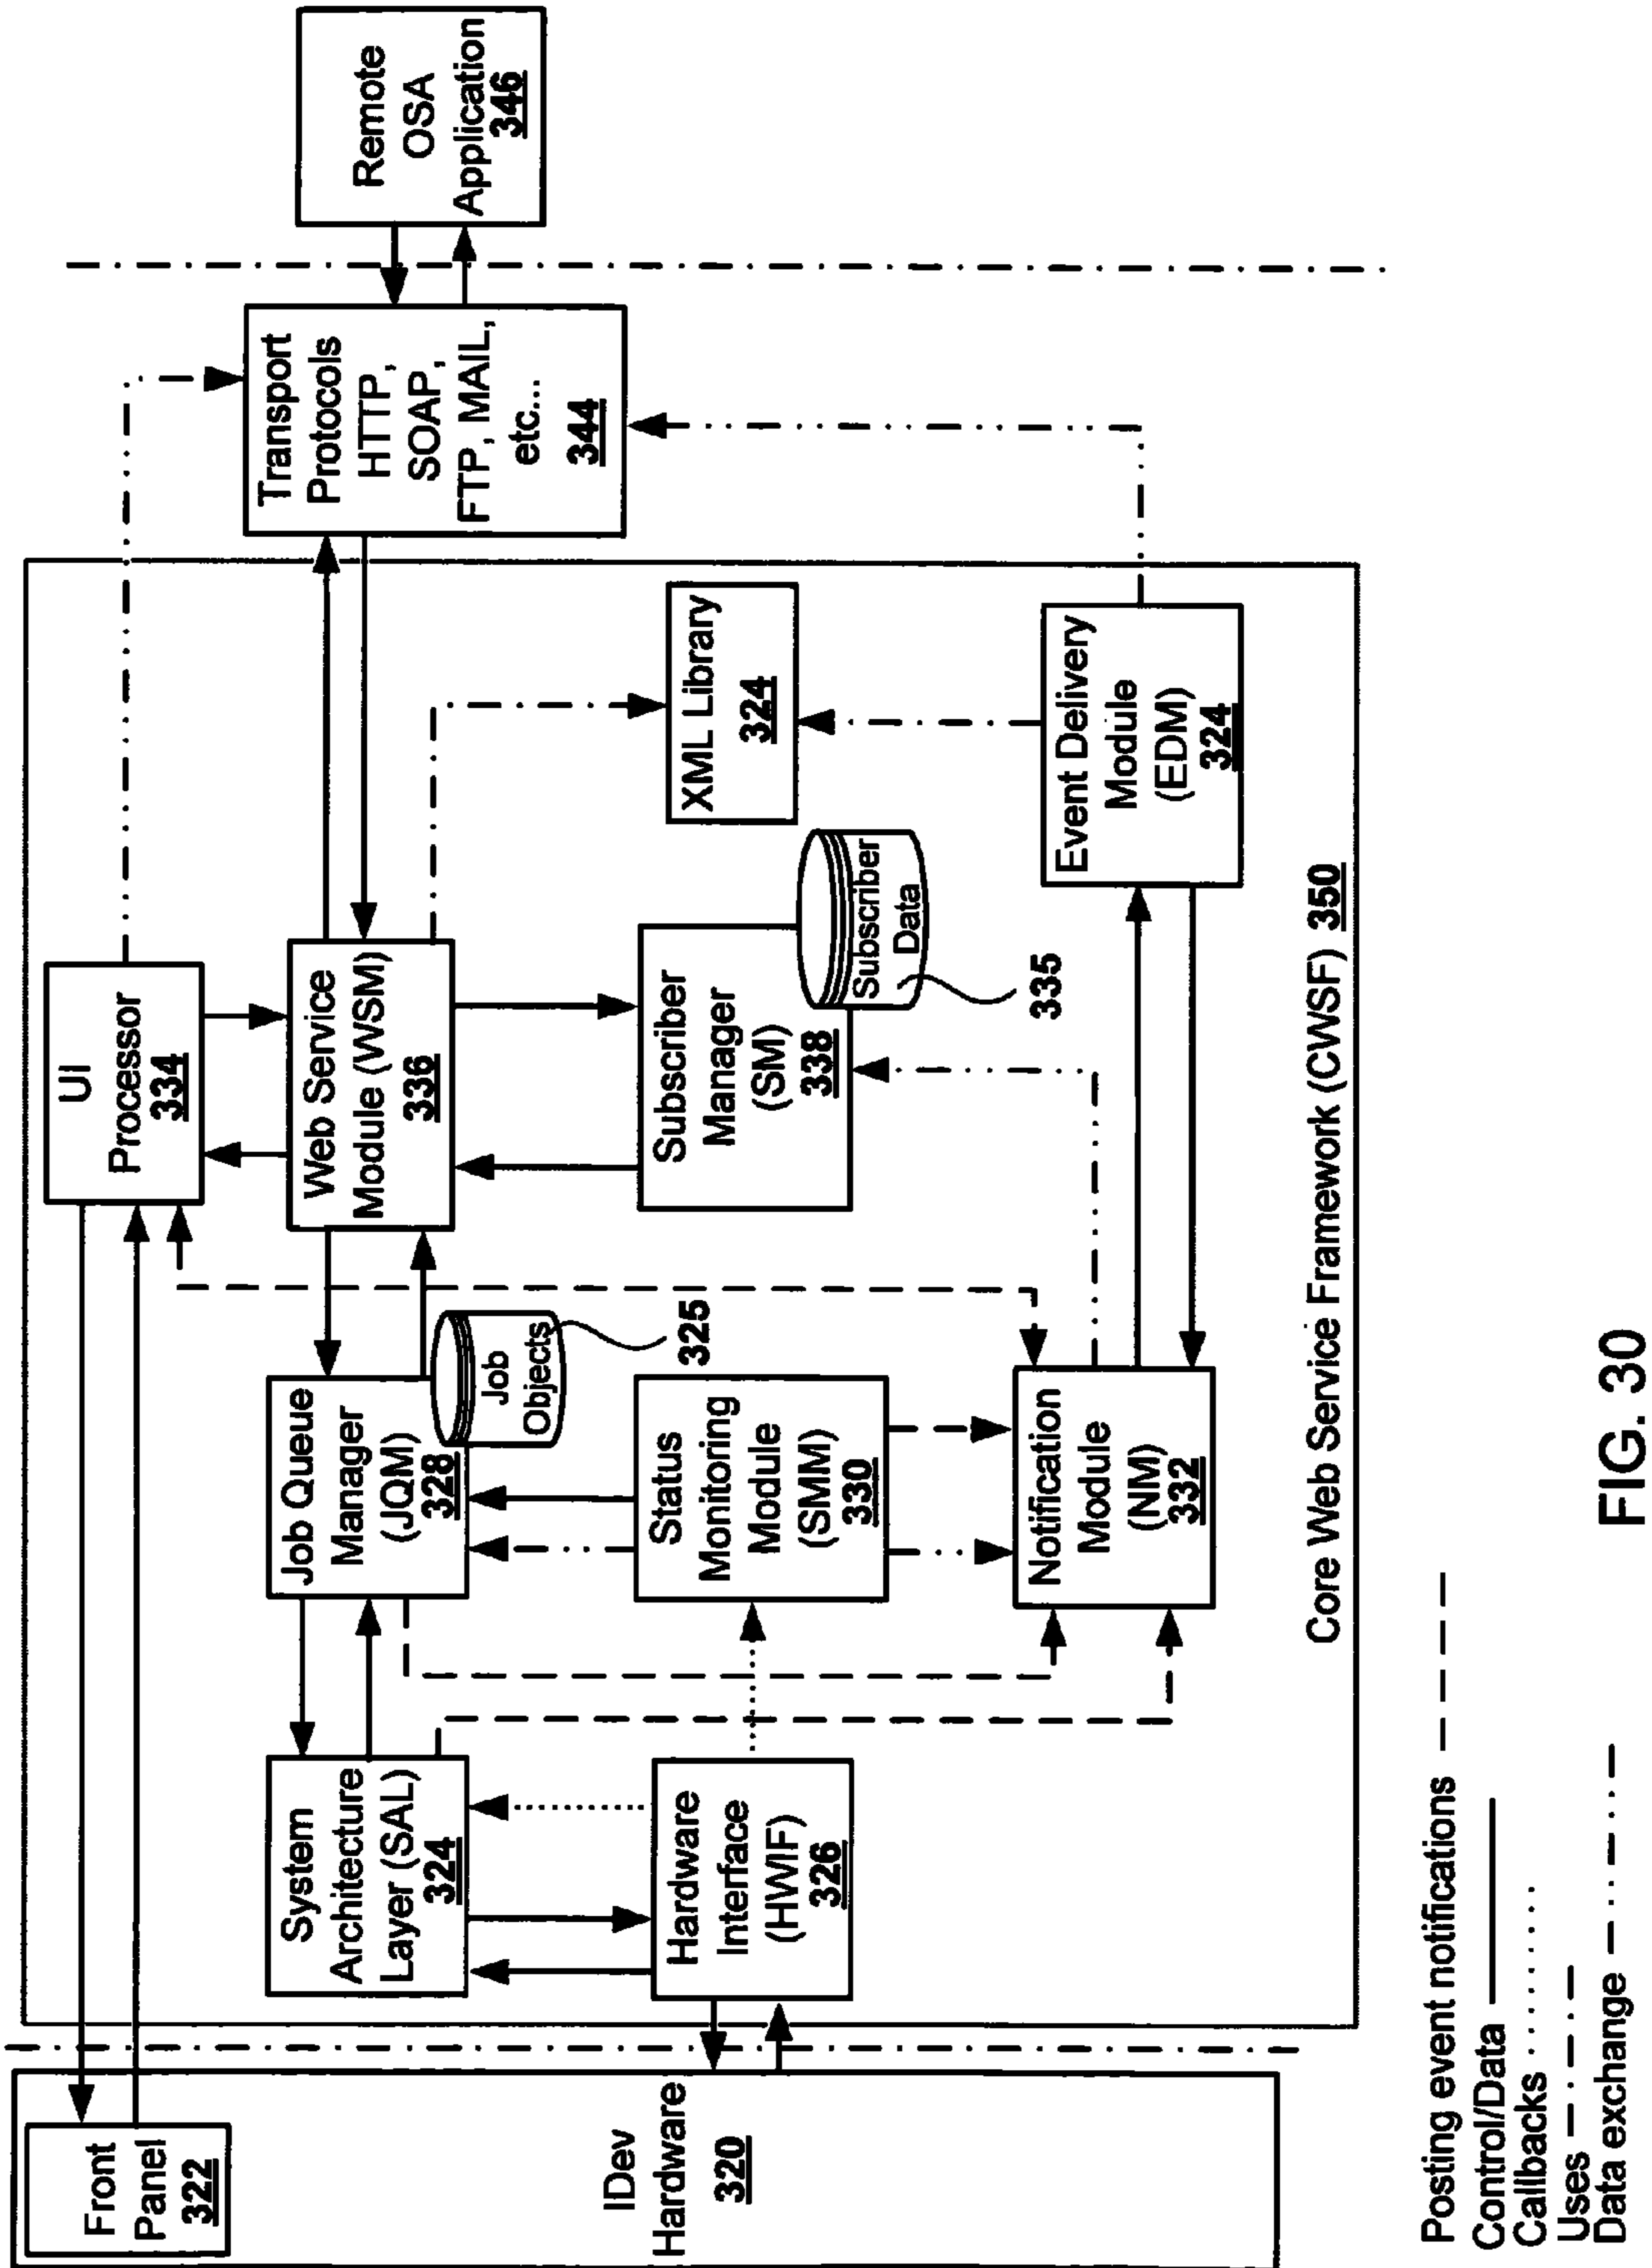 Front
Panel
322
IDev
Hardware
320
UI
Processor
334
System
Architecture
Layer (SAL)
324
Job Queue
Manager
(JQM)
328
Job
Objects
325
Web Service
Module (WSM)
336
Transport
Protocols
HTTP,
SOAP,
FTP, MAIL,
etc...
344
Remote
OSA
Application
346
Hardware
Interface
(HWIF)
326
Status
Monitoring
Module
(SMM)
330
Subscriber
Manager
(SM)
338
Subscriber
Data
335
XML Library
324
Notification
Module
(NM)
332
Event Delivery
Module
(EDM)
324
Core Web Service Framework (CWSF) 350
Posting event notifications
Control/Data
Callbacks
Uses
Data exchange
FIG. 30